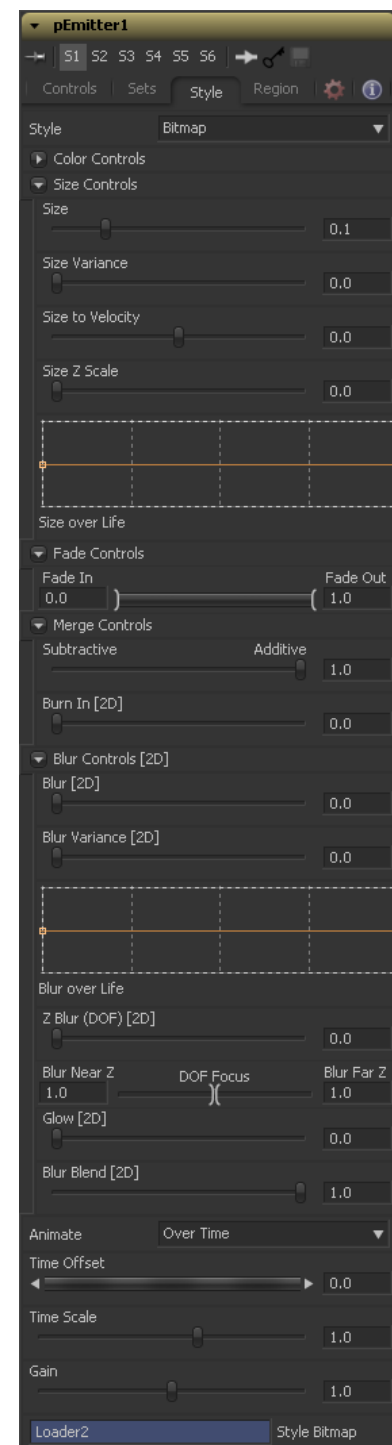 pEmitter1
S1 S2 S3 S4 S5 S6
Controls Sets Style Region
Style Bitmap
Color Controls
Size Controls
Size
0.1
Size Variance
0.0
Size to Velocity
0.0
Size Z Scale
0.0
Size over Life
Fade Controls
Fade In Fade Out
0.0 1.0
Merge Controls
Subtractive Additive
1.0
Burn In [2D]
0.0
Blur Controls [2D]
Blur [2D]
0.0
Blur Variance [2D]
0.0
Blur over Life
Z Blur (DOF) [2D]
0.0
Blur Near Z DOF Focus Blur Far Z
1.0 1.0
Glow [2D]
0.0
Blur Blend [2D]
1.0
Animate Over Time
Time Offset
0.0
Time Scale
1.0
Gain
1.0
Loader2 Style Bitmap